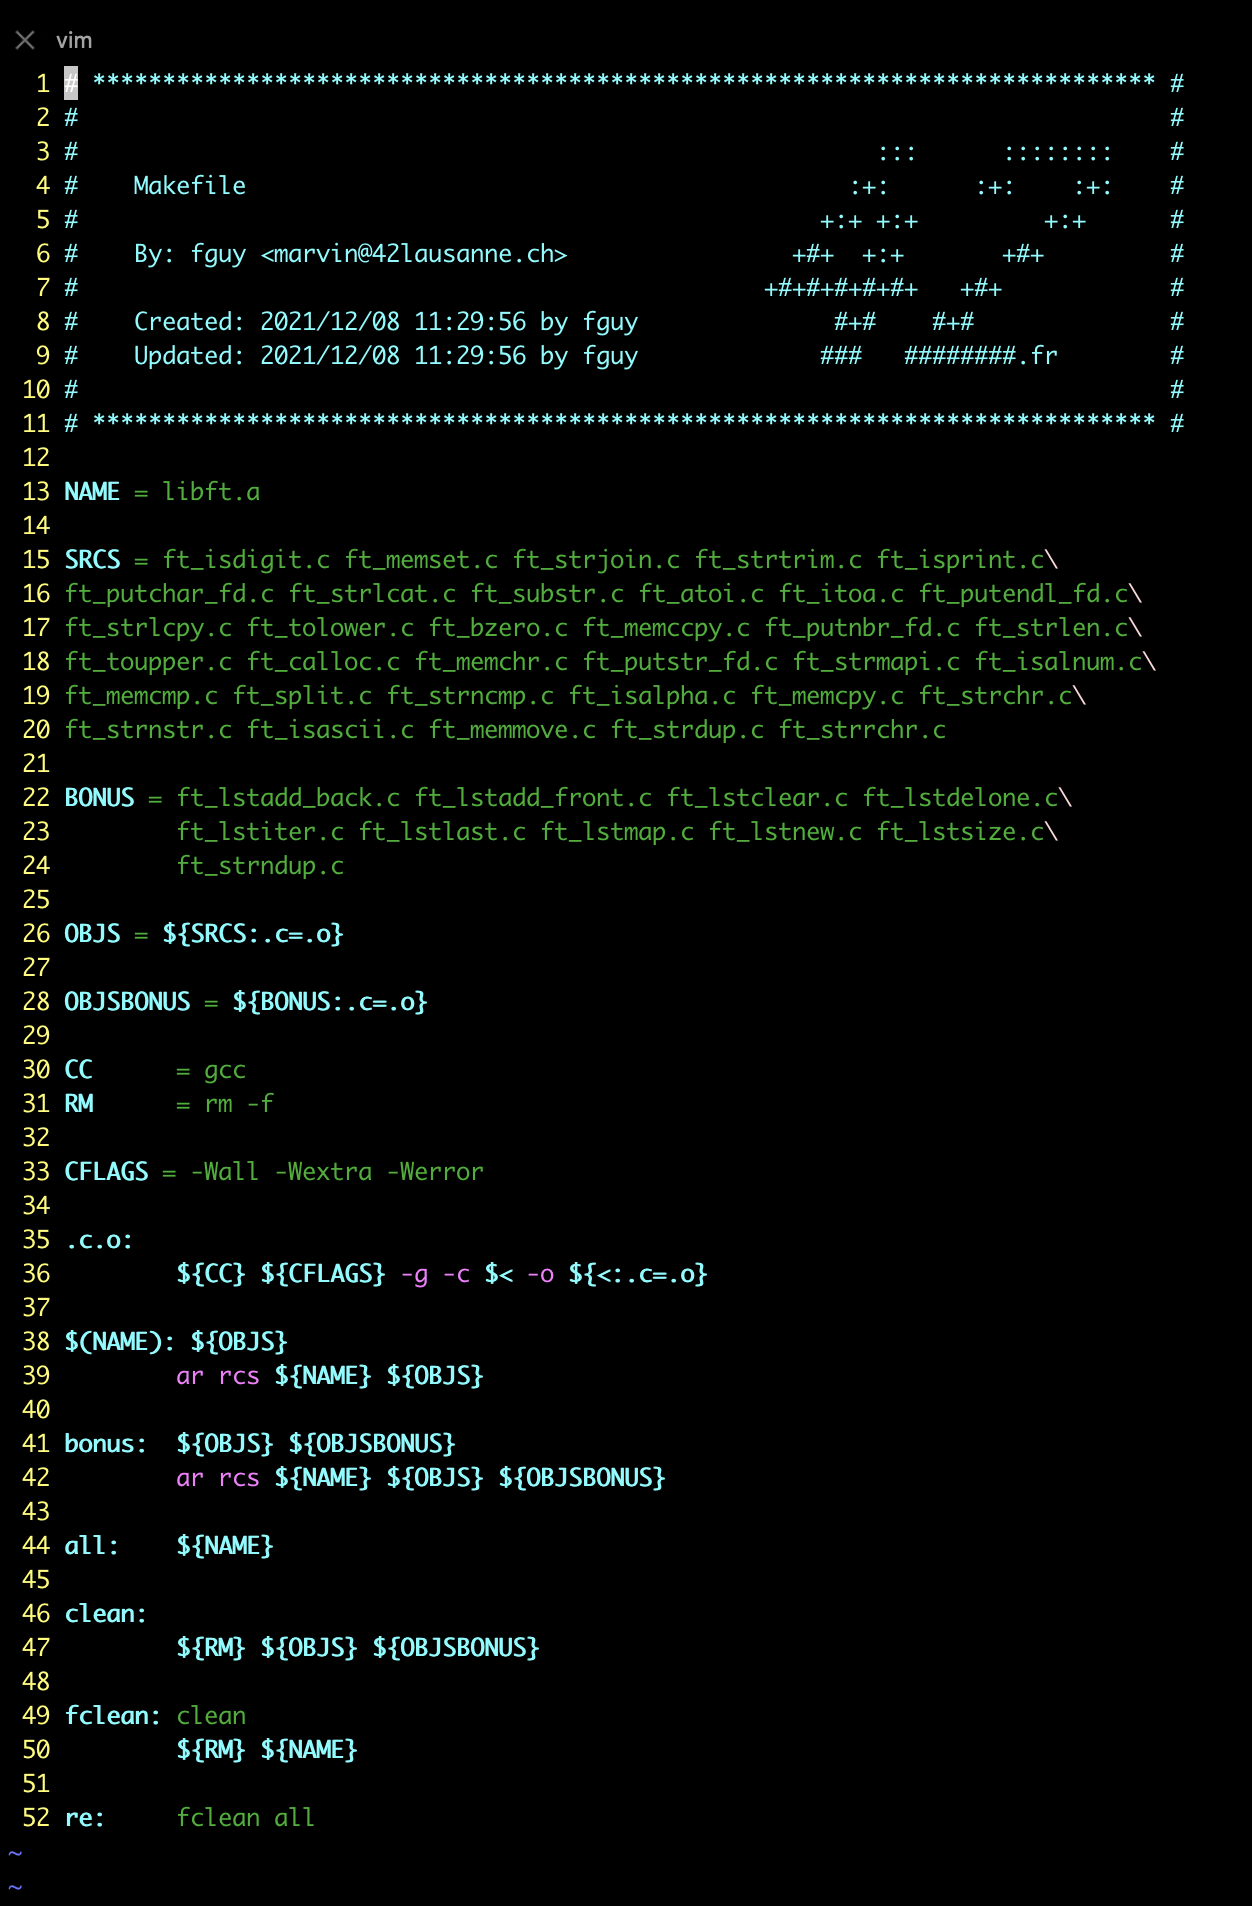 vim
1 # **************************************************************************** #
2 #                                                                              #
3 #                                                         :::      ::::::::    #
4 #    Makefile                                           :+:      :+:    :+:    #
5 #                                                     +:+ +:+         +:+      #
6 #    By: fguy <marvin@42lausanne.ch>                +#+  +:+       +#+         #
7 #                                                 +#+#+#+#+#+   +#+            #
8 #    Created: 2021/12/08 11:29:56 by fguy              #+#    #+#              #
9 #    Updated: 2021/12/08 11:29:56 by fguy             ###   ########.fr        #
10 #                                                                              #
11 # **************************************************************************** #
12
13 NAME = libft.a
14
15 SRCS = ft_isdigit.c ft_memset.c ft_strjoin.c ft_strtrim.c ft_isprint.c\
16 ft_putchar_fd.c ft_strlcat.c ft_substr.c ft_atoi.c ft_itoa.c ft_putendl_fd.c\
17 ft_strlcpy.c ft_tolower.c ft_bzero.c ft_memccpy.c ft_putnbr_fd.c ft_strlen.c\
18 ft_toupper.c ft_calloc.c ft_memchr.c ft_putstr_fd.c ft_strmapi.c ft_isalnum.c\
19 ft_memcmp.c ft_split.c ft_strncmp.c ft_isalpha.c ft_memcpy.c ft_strchr.c\
20 ft_strnstr.c ft_isascii.c ft_memmove.c ft_strdup.c ft_strrchr.c
21
22 BONUS = ft_lstadd_back.c ft_lstadd_front.c ft_lstclear.c ft_lstdelone.c\
23         ft_lstiter.c ft_lstlast.c ft_lstmap.c ft_lstnew.c ft_lstsize.c\
24         ft_strndup.c
25
26 OBJS = ${SRCS:.c=.o}
27
28 OBJSBONUS = ${BONUS:.c=.o}
29
30 CC      = gcc
31 RM      = rm -f
32
33 CFLAGS = -Wall -Wextra -Werror
34
35 .c.o:
36         ${CC} ${CFLAGS} -g -c $< -o ${<:.c=.o}
37
38 $(NAME): ${OBJS}
39         ar rcs ${NAME} ${OBJS}
40
41 bonus:  ${OBJS} ${OBJSBONUS}
42         ar rcs ${NAME} ${OBJS} ${OBJSBONUS}
43
44 all:    ${NAME}
45
46 clean:
47         ${RM} ${OBJS} ${OBJSBONUS}
48
49 fclean: clean
50         ${RM} ${NAME}
51
52 re:     fclean all
~
~